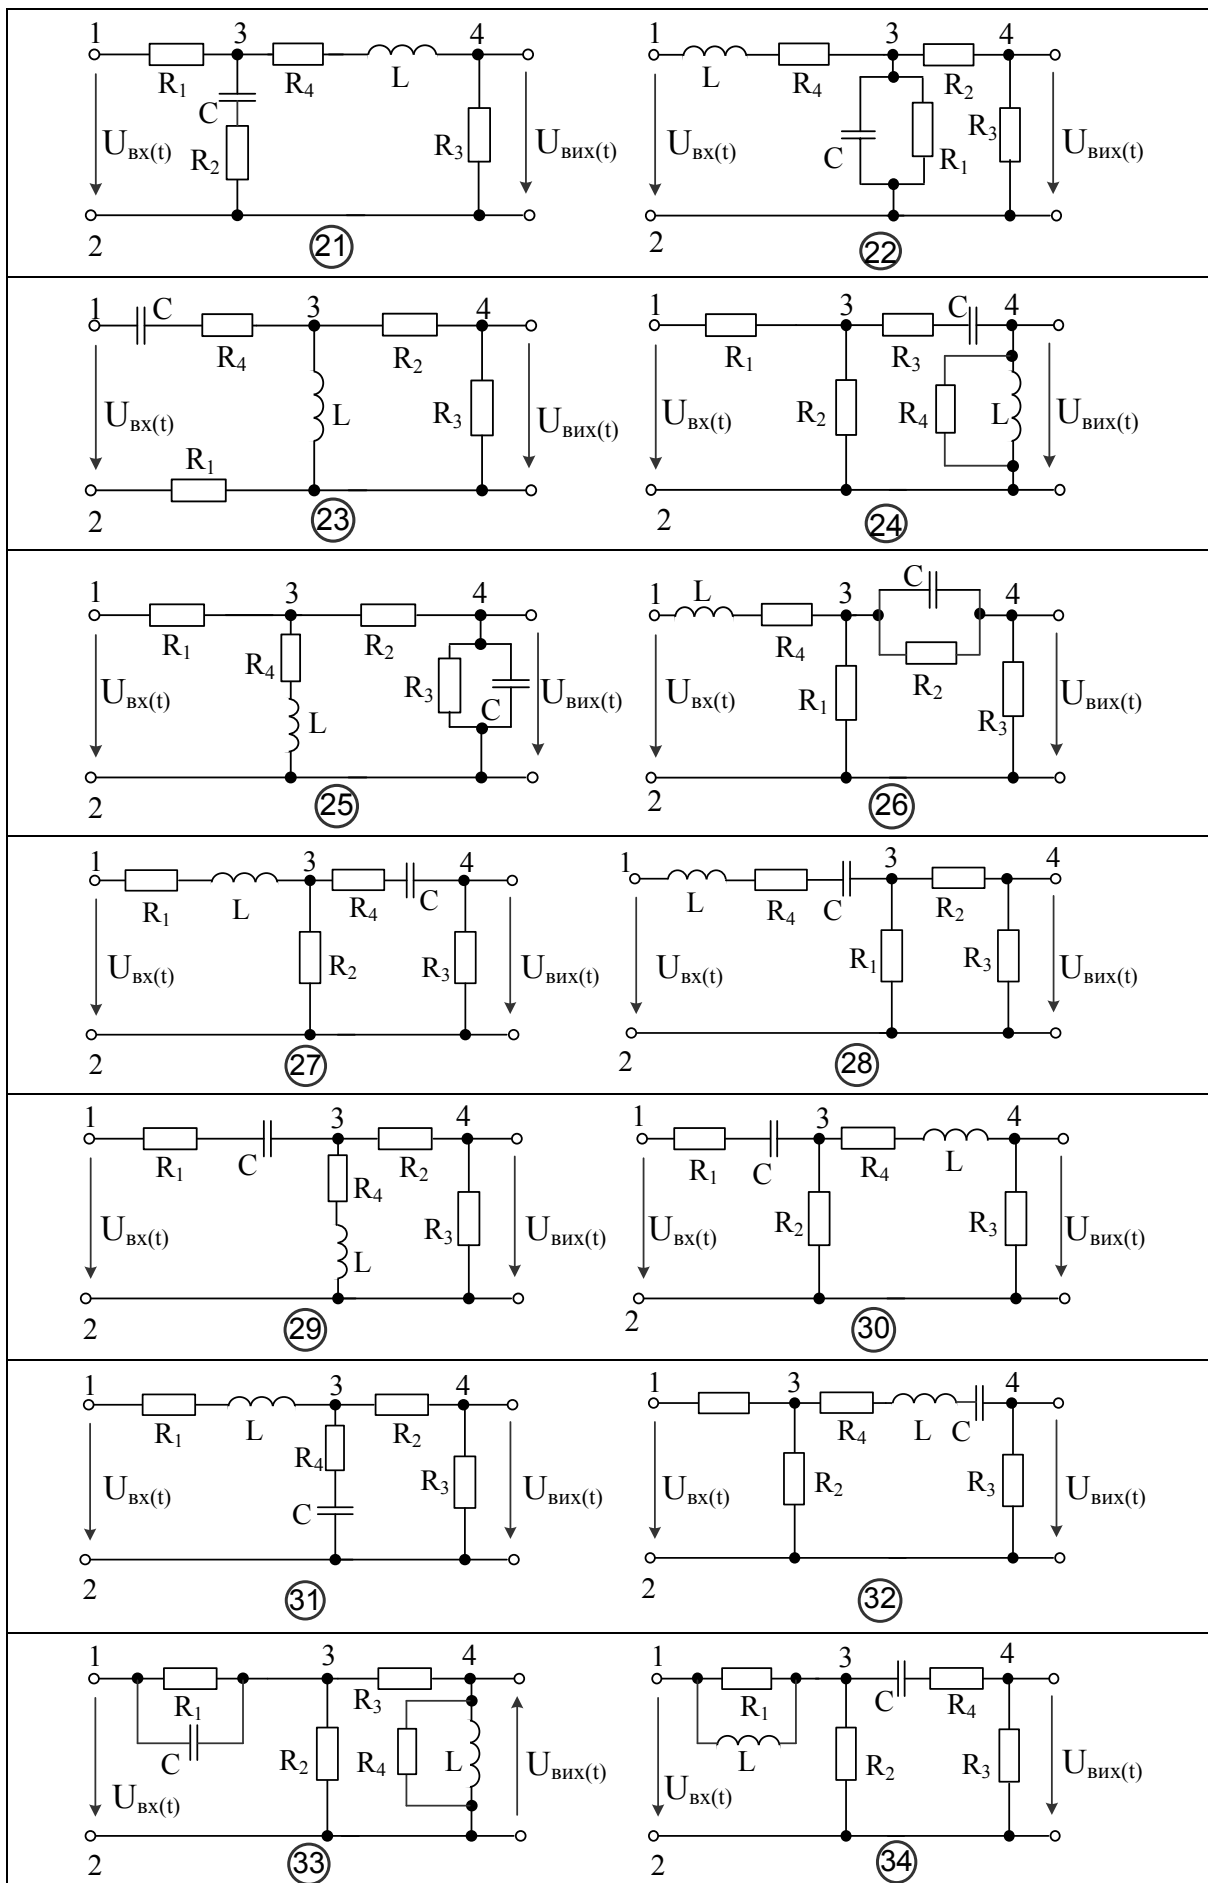 1 3 4
R1 C R4 L
Uвх(t) R2 R3 Uвих(t)
2
21
1 3 4
L R4 R2
Uвх(t) C R1 R3 Uвих(t)
2
22
1 C 3 4
R4 R2
Uвх(t) L R3 Uвих(t)
R1
2
23
1 3 C 4
R1 R3
Uвх(t) R2 R4 L Uвих(t)
2
24
1 3 4
R1 R4 R2
Uвх(t) L R3 C Uвих(t)
2
25
1 L 3 C 4
R4 R2
Uвх(t) R1 R3 Uвих(t)
2
26
1 3 4
R1 L R4 C
Uвх(t) R2 R3 Uвих(t)
2
27
1 3 4
L R4 C R2
Uвх(t) R1 R3 Uвих(t)
2
28
1 3 4
R1 C R4 R2
Uвх(t) L R3 Uвих(t)
2
29
1 3 4
R1 C R4 L
Uвх(t) R2 R3 Uвих(t)
2
30
1 3 4
R1 L R4 R2
Uвх(t) C R3 Uвих(t)
2
31
1 3 4
R4 L C
Uвх(t) R2 R3 Uвих(t)
2
32
1 3 4
R1 R3
C R2 R4 L
Uвх(t) Uвих(t)
2
33
1 3 4
R1 C R4
L R2 R3
Uвх(t) Uвих(t)
2
34